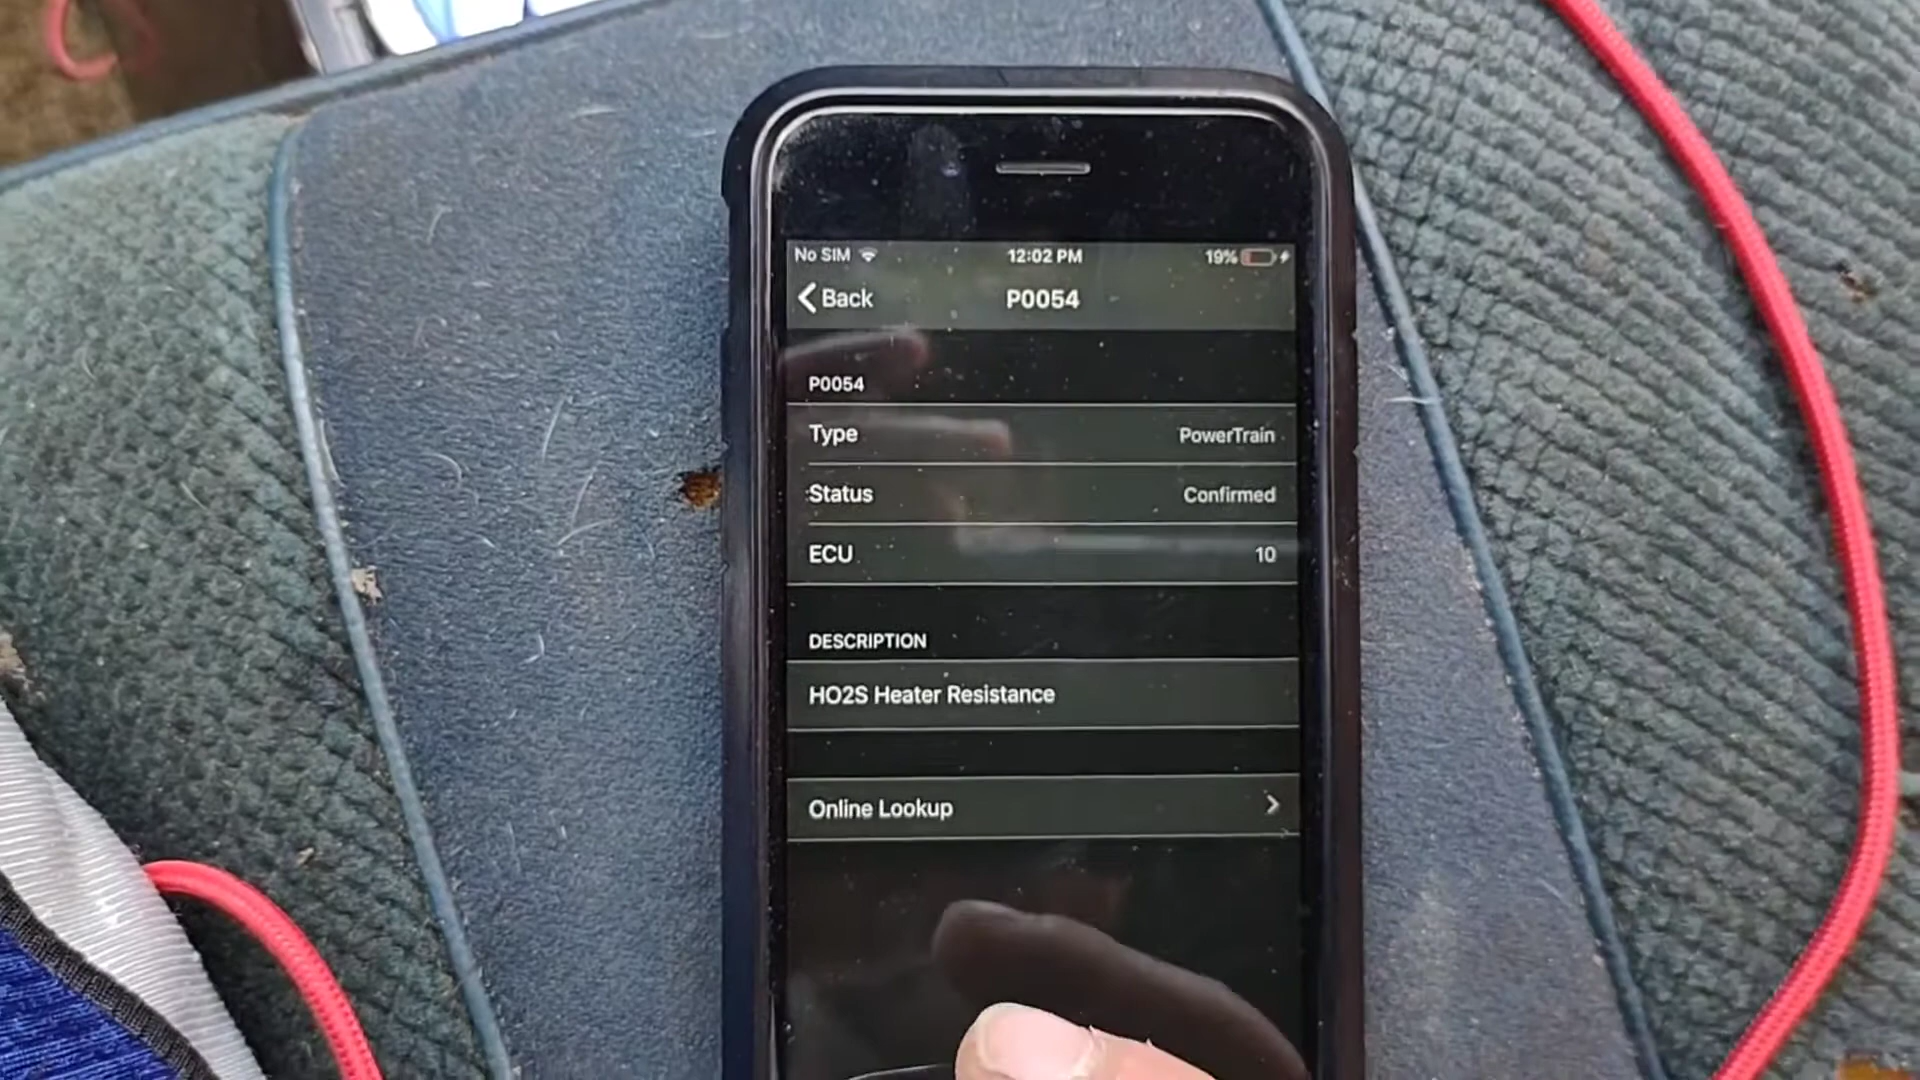 No SIM 12:02 PM 19%
Back P0054
P0054
Type PowerTrain
Status Confirmed
ECU 10
DESCRIPTION
HO2S Heater Resistance
Online Lookup